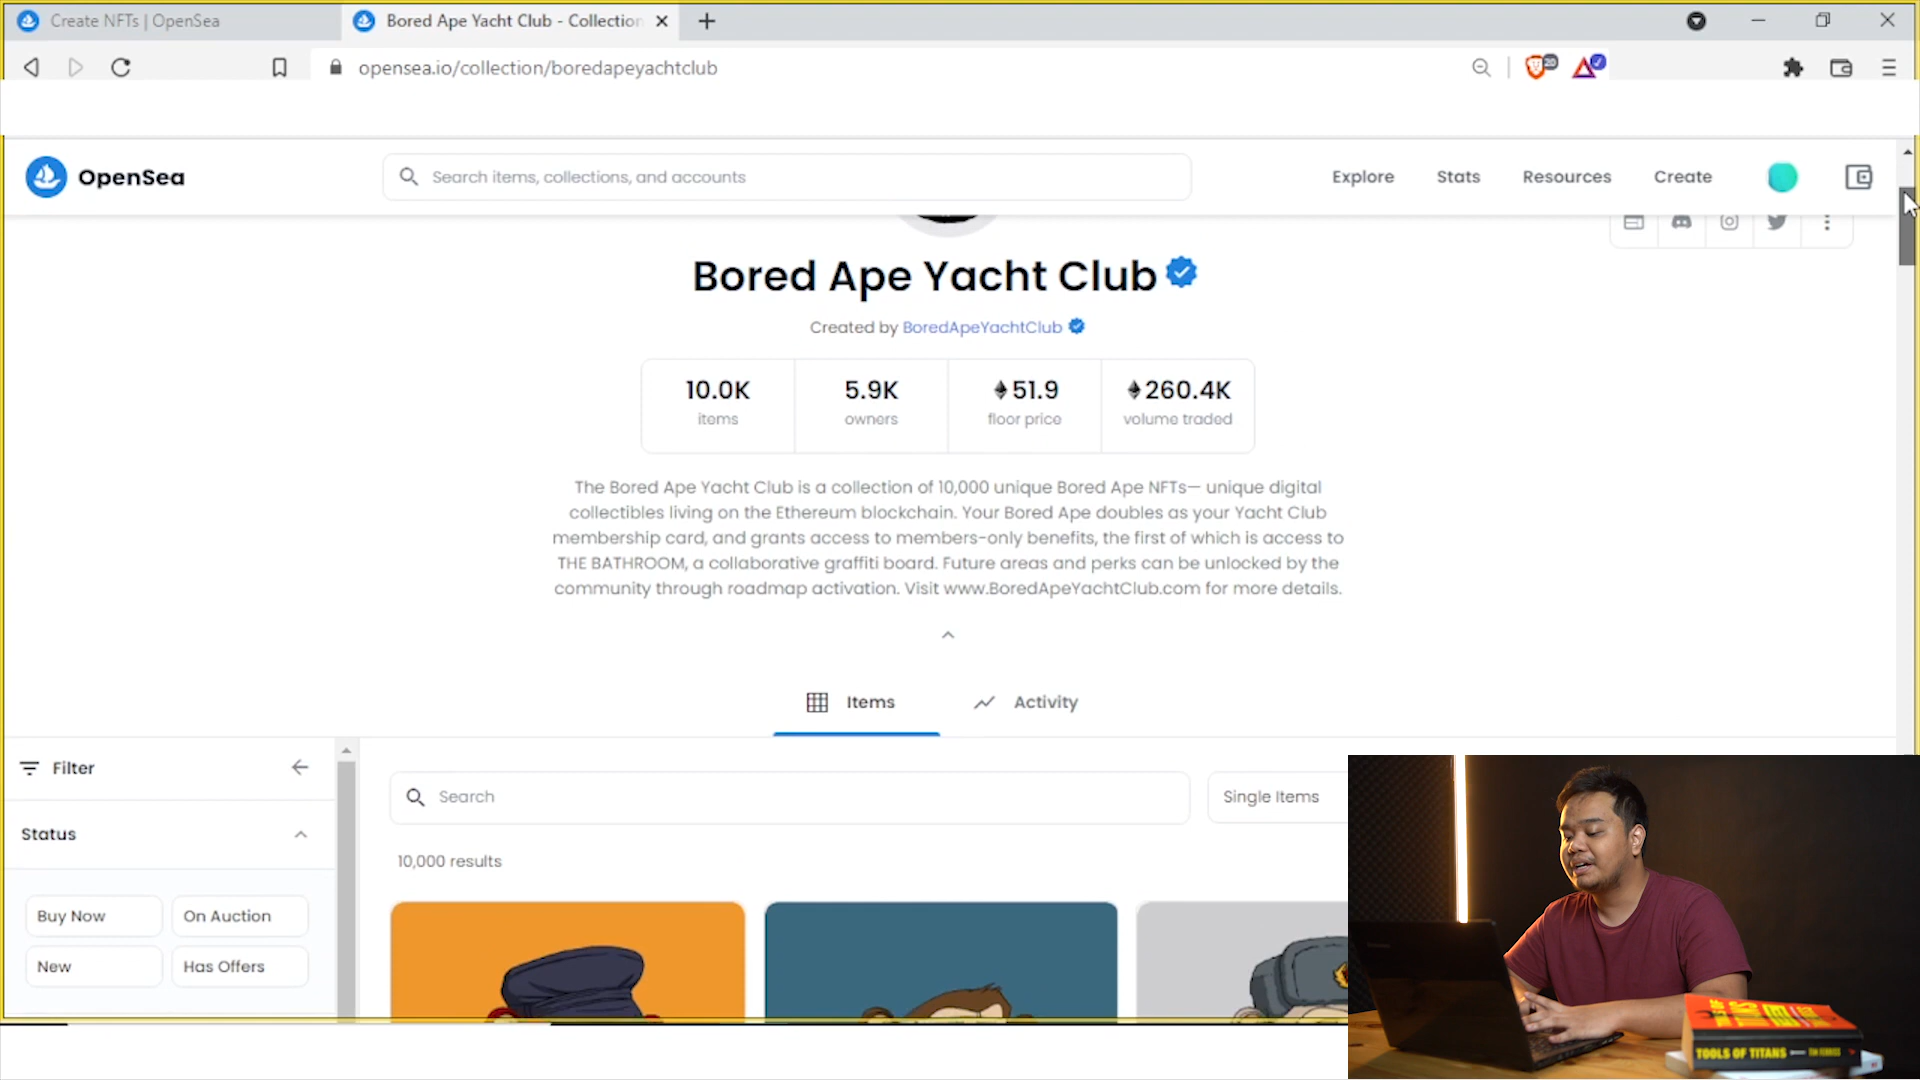 Create NFTs | OpenSea
Bored Ape Yacht Club - Collection
opensea.io/collection/boredapeyachtclub
20
OpenSea
Search items, collections, and accounts
Explore
Stats
Resources
Create
Bored Ape Yacht Club
Created by BoredApeYachtClub
10.0K
items
5.9K
owners
51.9
floor price
260.4K
volume traded
The Bored Ape Yacht Club is a collection of 10,000 unique Bored Ape NFTs— unique digital
collectibles living on the Ethereum blockchain. Your Bored Ape doubles as your Yacht Club
membership card, and grants access to members-only benefits, the first of which is access to
THE BATHROOM, a collaborative graffiti board. Future areas and perks can be unlocked by the
community through roadmap activation. Visit www.BoredApeYachtClub.com for more details.
Items
Activity
Filter
Search
Single Items
Status
10,000 results
Buy Now
On Auction
New
Has Offers
TOOLS OF TITANS — TIM FERRISS